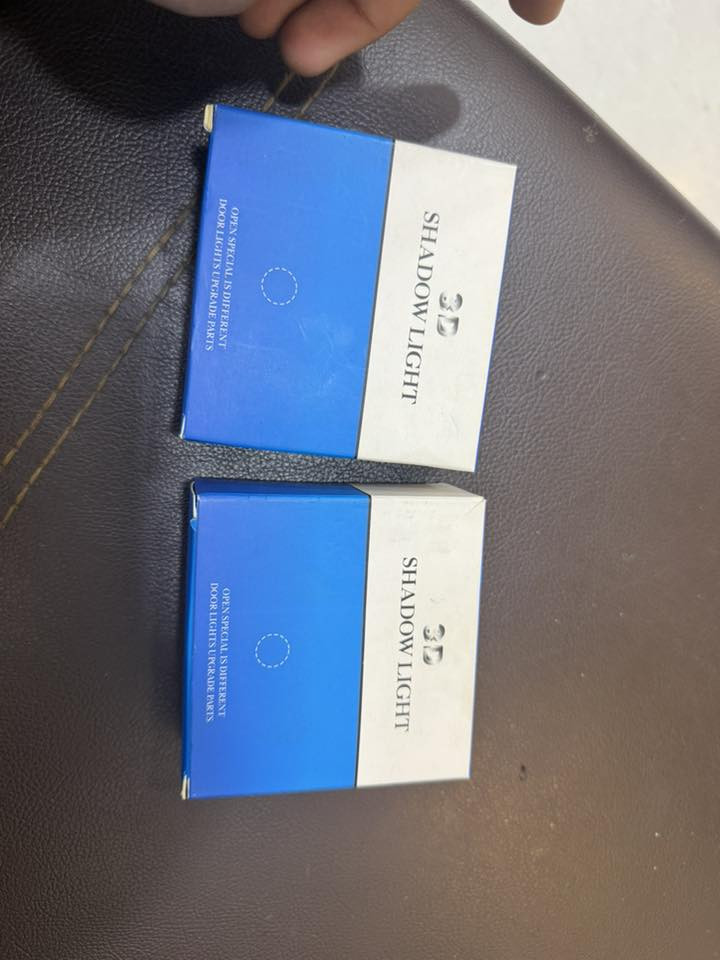 3D
SHADOW LIGHT
OPEN SPECIAL IS DIFFERENT
DOOR LIGHTS UPGRADE PARTS
3D
SHADOW LIGHT
OPEN SPECIAL IS DIFFERENT
DOOR LIGHTS UPGRADE PARTS